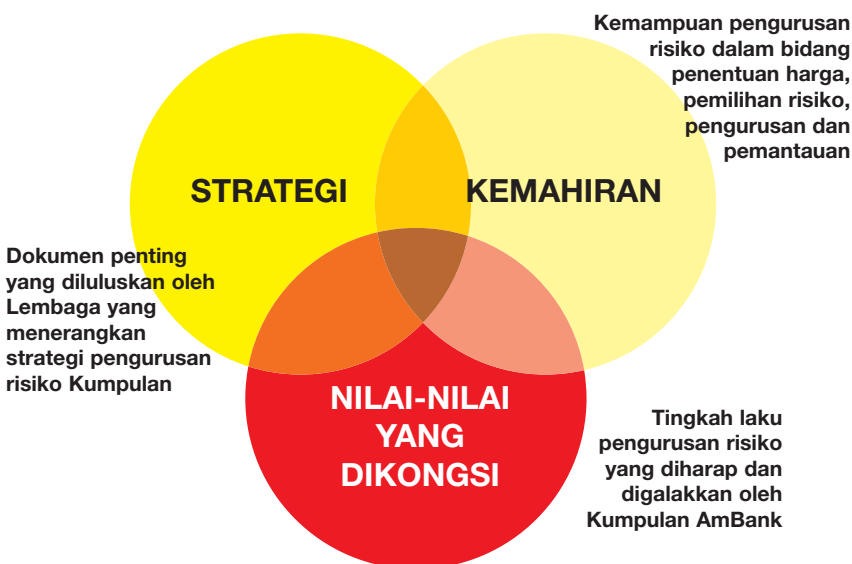 Kemampuan pengurusan
risiko dalam bidang
penentuan harga,
pemilihan risiko,
pengurusan dan
pemantauan
STRATEGI
KEMAHIRAN
Dokumen penting
yang diluluskan oleh
Lembaga yang
menerangkan
strategi pengurusan
risiko Kumpulan
NILAI-NILAI
YANG
DIKONGSI
Tingkah laku
pengurusan risiko
yang diharap dan
digalakkan oleh
Kumpulan AmBank